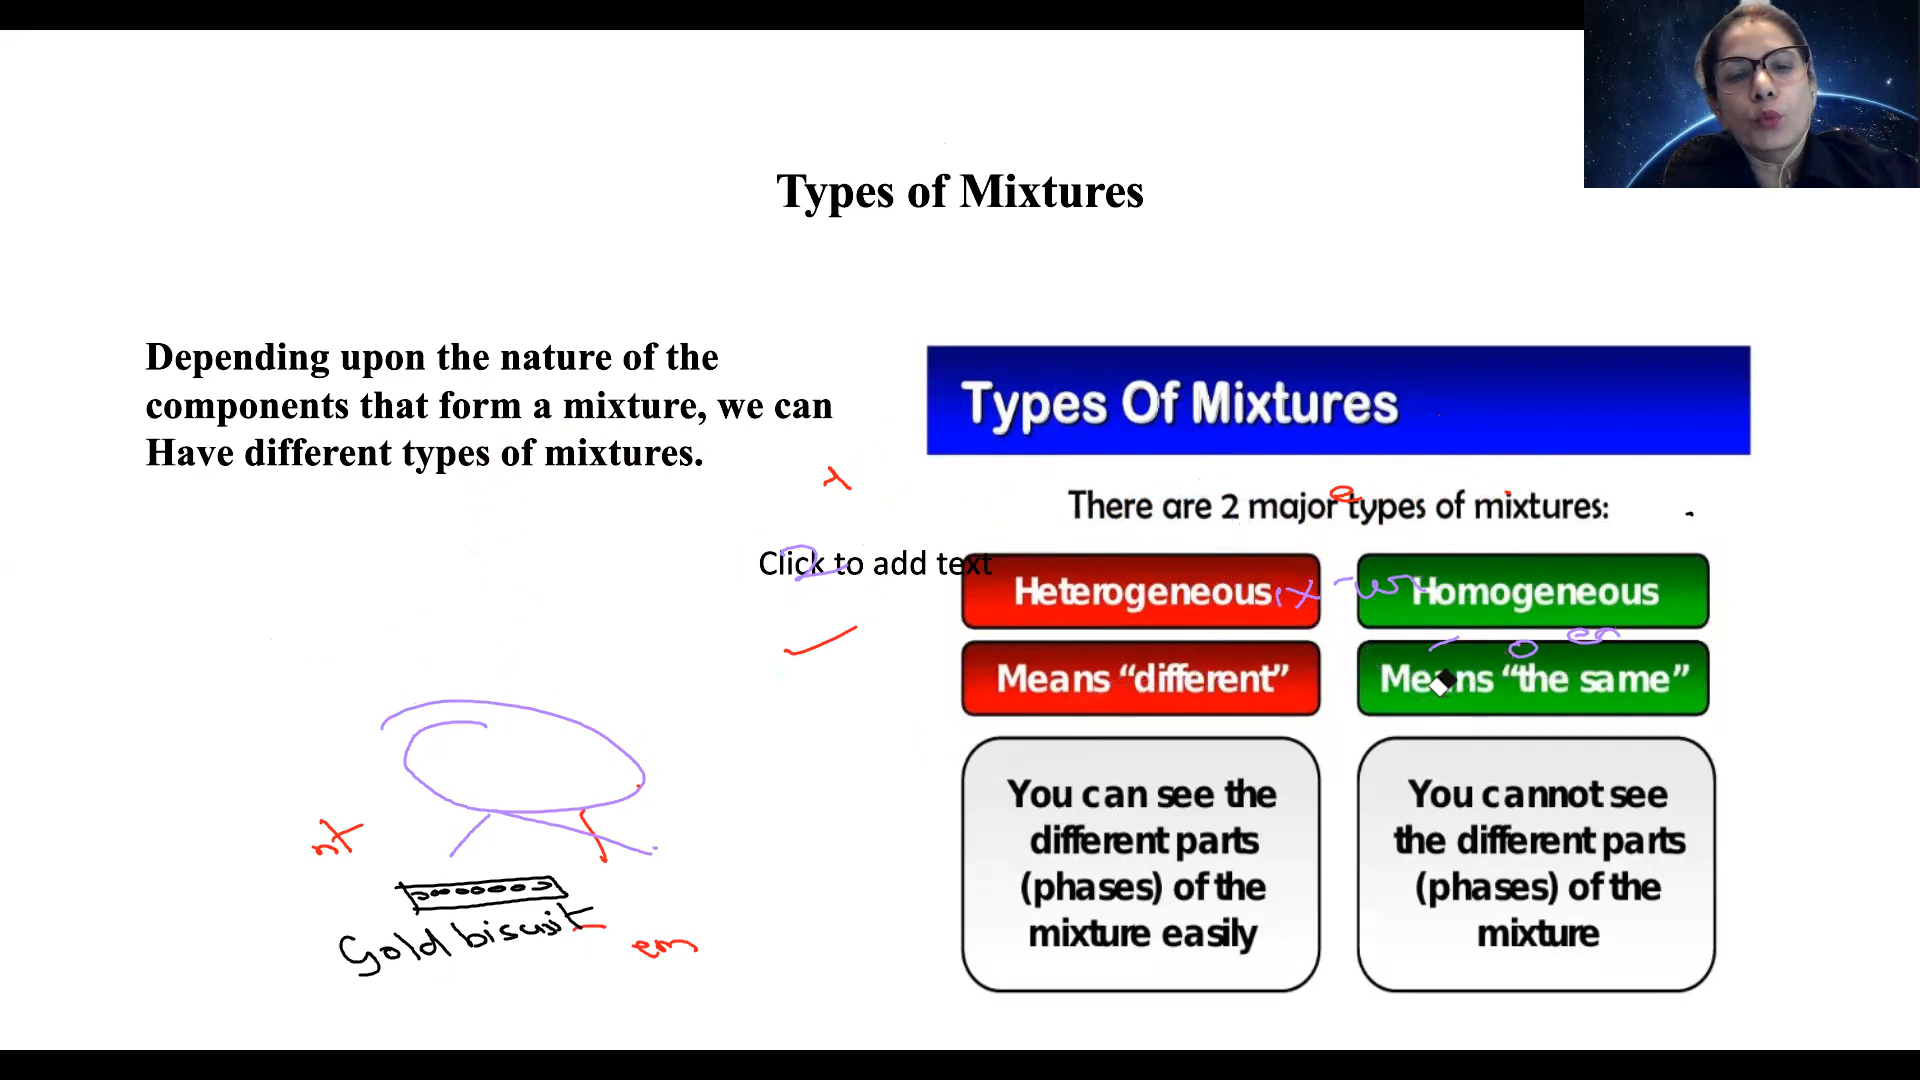 Types of Mixtures
Depending upon the nature of the
components that form a mixture, we can
Have different types of mixtures.
Click to add text
Types Of Mixtures
There are 2 major types of mixtures:
Heterogeneous
Homogeneous
Means “different”
Means “the same”
You can see the
different parts
(phases) of the
mixture easily
You cannot see
the different parts
(phases) of the
mixture
Gold biscuit